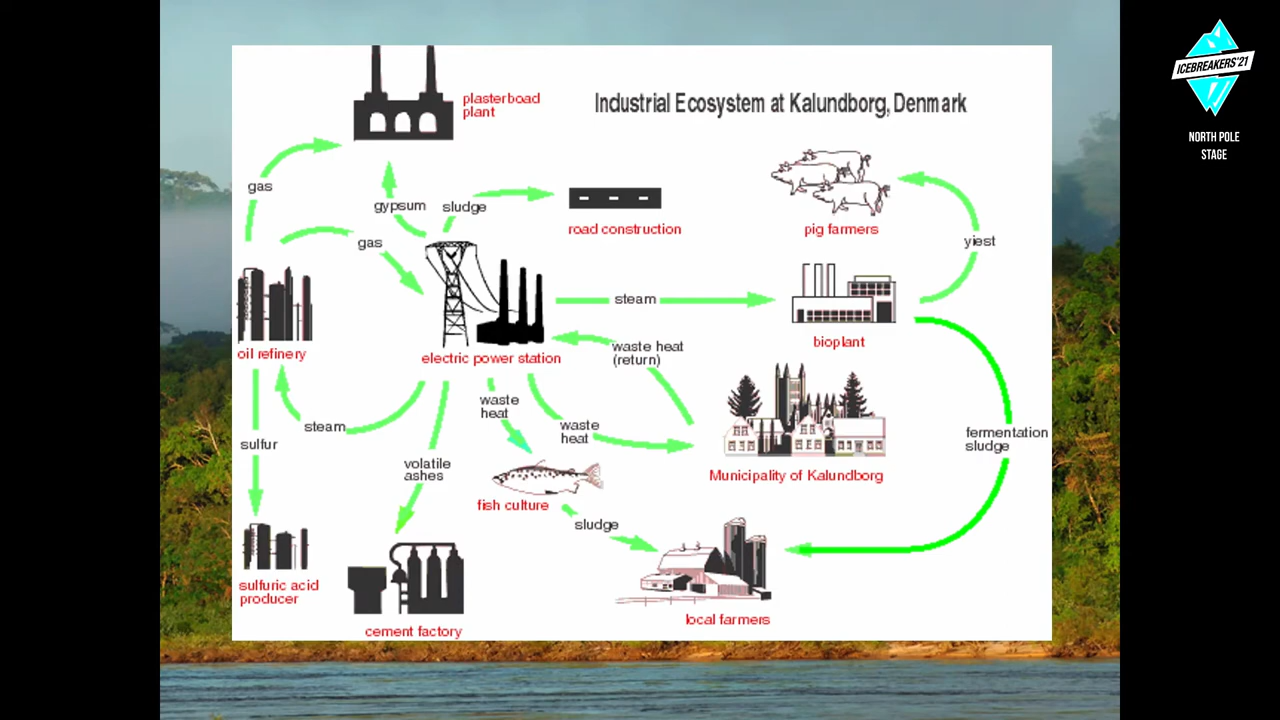 ICEBREAKERS'21
NORTH POLE
STAGE
Industrial Ecosystem at Kalundborg, Denmark
plasterboad
plant
gas
gypsum
sludge
road construction
pig farmers
gas
yiest
steam
oil refinery
electric power station
bioplant
waste heat
(return)
waste
heat
steam
waste
heat
sulfur
fermentation
sludge
volatile
ashes
Municipality of Kalundborg
fish culture
sludge
sulfuric acid
producer
cement factory
local farmers